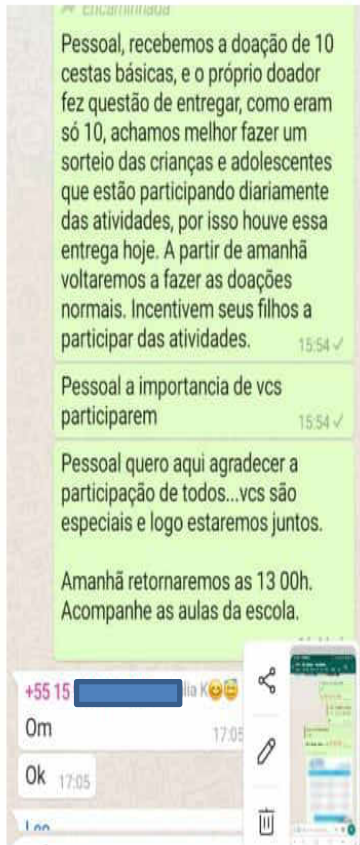 Encaminhada
Pessoal, recebemos a doação de 10
cestas básicas, e o próprio doador
fez questão de entregar, como eram
só 10, achamos melhor fazer um
sorteio das crianças e adolescentes
que estão participando diariamente
das atividades, por isso houve essa
entrega hoje. A partir de amanhã
voltaremos a fazer as doações
normais. Incentivem seus filhos a
participar das atividades. 15:54
Pessoal a importancia de vcs
participarem 15:54
Pessoal quero aqui agradecer a
participação de todos...vcs são
especiais e logo estaremos juntos.
Amanhã retornaremos as 13 00h.
Acompanhe as aulas da escola.
+55 15 lia K😊😇
Om 17:05
Ok 17:05